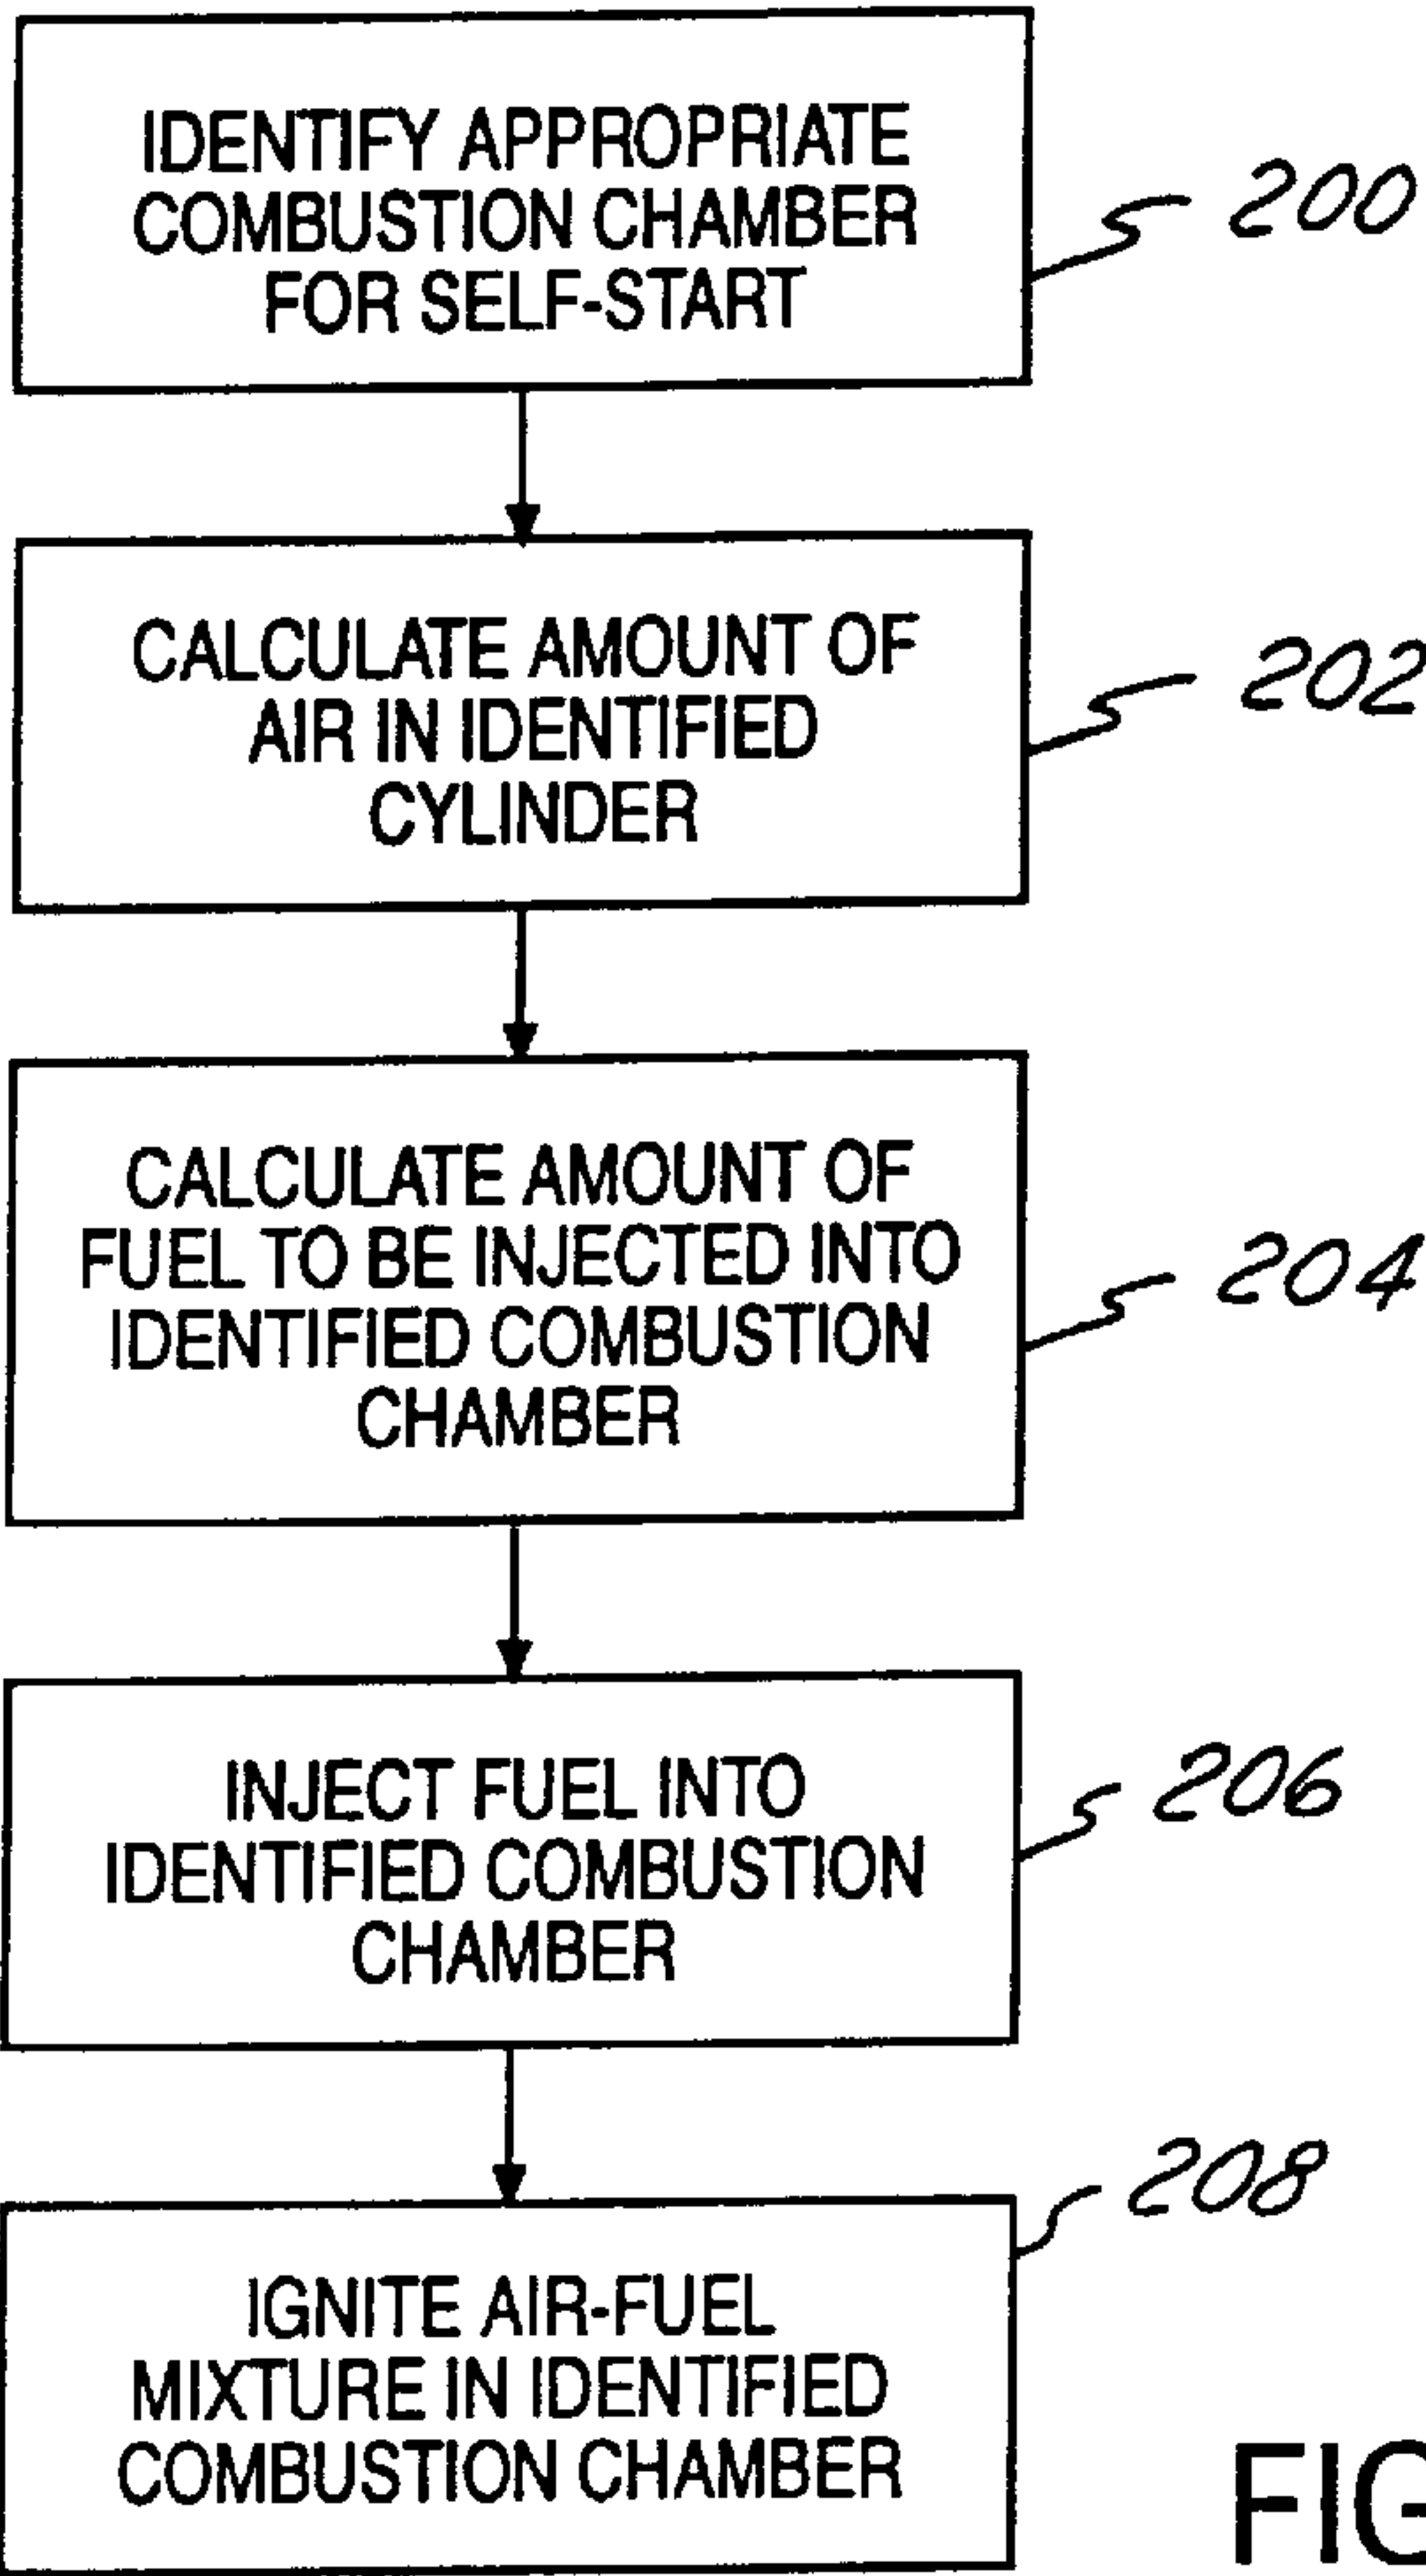 IDENTIFY APPROPRIATE
COMBUSTION CHAMBER
FOR SELF-START
200
CALCULATE AMOUNT OF
AIR IN IDENTIFIED
CYLINDER
202
CALCULATE AMOUNT OF
FUEL TO BE INJECTED INTO
IDENTIFIED COMBUSTION
CHAMBER
204
INJECT FUEL INTO
IDENTIFIED COMBUSTION
CHAMBER
206
IGNITE AIR-FUEL
MIXTURE IN IDENTIFIED
COMBUSTION CHAMBER
208
FIG